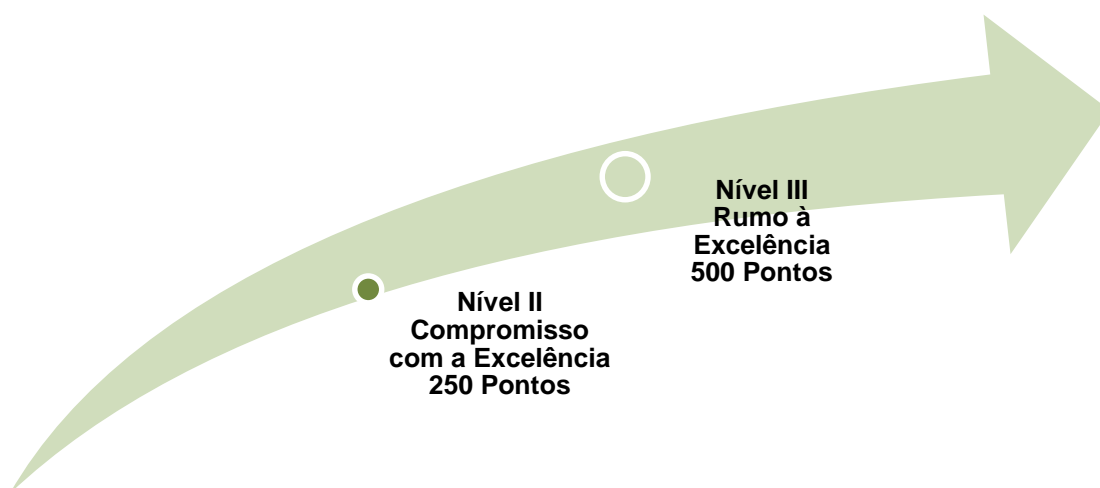 Nível III
Rumo à
Excelência
500 Pontos
Nível II
Compromisso
com a Excelência
250 Pontos